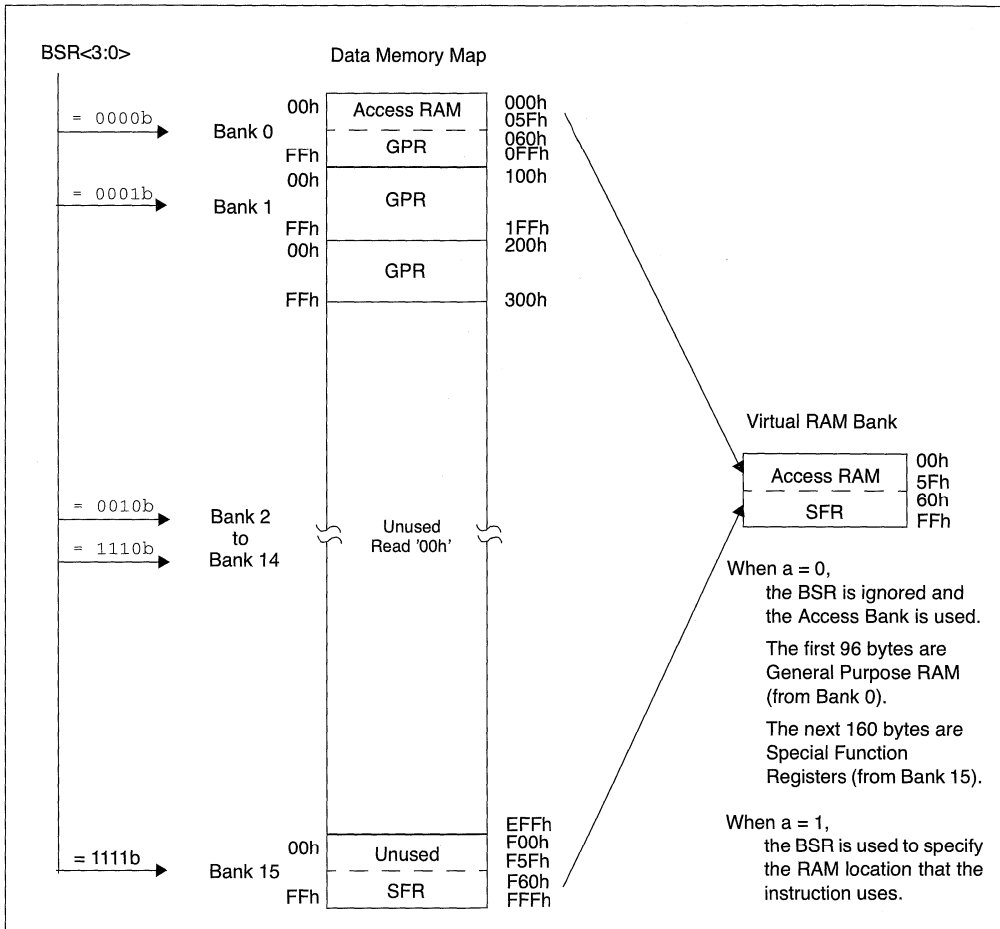 BSR<3:0>
Data Memory Map
= 0000b
Bank 0
00h
Access RAM
000h
05Fh
FFh
GPR
060h
0FFh
= 0001b
Bank 1
00h
GPR
100h
FFh
1FFh
00h
GPR
200h
FFh
300h
= 0010b
= 1110b
Bank 2
to
Bank 14
Unused
Read '00h'
Virtual RAM Bank
Access RAM
00h
5Fh
SFR
60h
FFh
When a = 0,
the BSR is ignored and
the Access Bank is used.
The first 96 bytes are
General Purpose RAM
(from Bank 0).
The next 160 bytes are
Special Function
Registers (from Bank 15).
When a = 1,
the BSR is used to specify
the RAM location that the
instruction uses.
= 1111b
Bank 15
00h
Unused
EFFh
F00h
F5Fh
FFh
SFR
F60h
FFFh